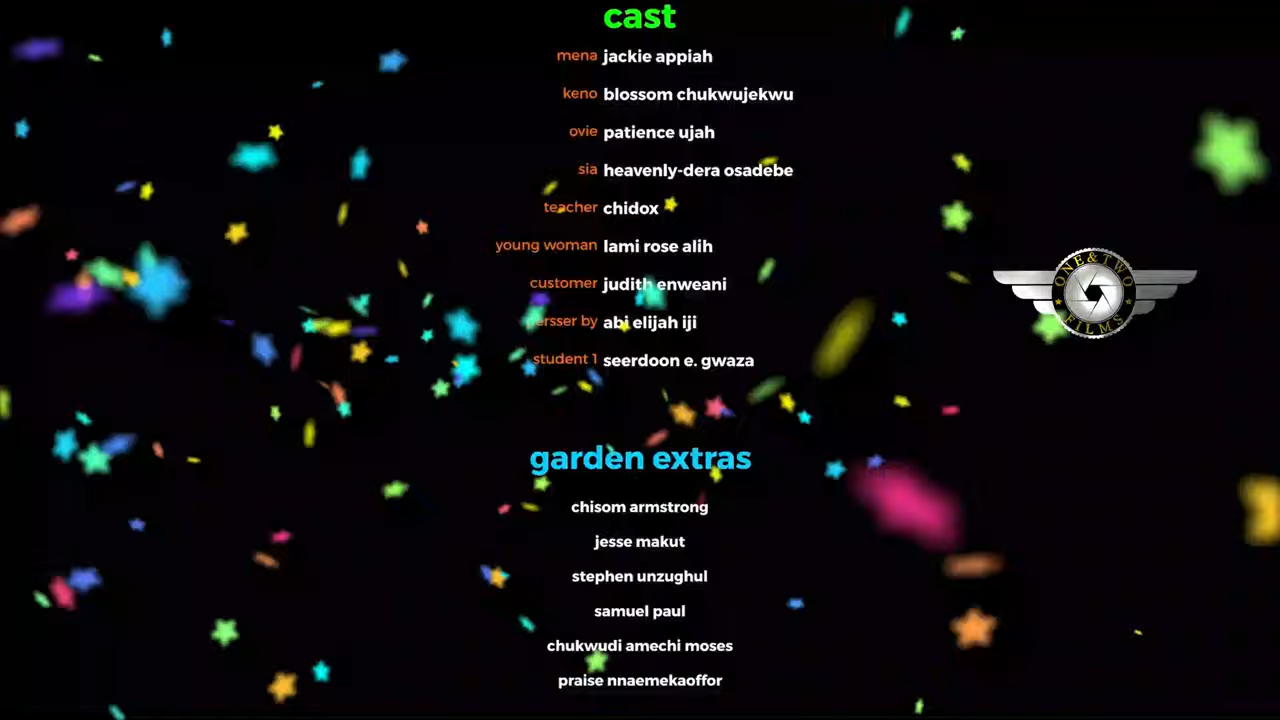 cast
mena jackie appiah
keno blossom chukwujekwu
ovie patience ujah
sia heavenly-dera osadebe
teacher chidox
young woman lami rose alih
customer judith enweani
persser by abi elijah iji
student 1 seerdoon e. gwaza
ONE&TWO
FILMS
garden extras
chisom armstrong
jesse makut
stephen unzughul
samuel paul
chukwudi amechi moses
praise nnaemekaoffor